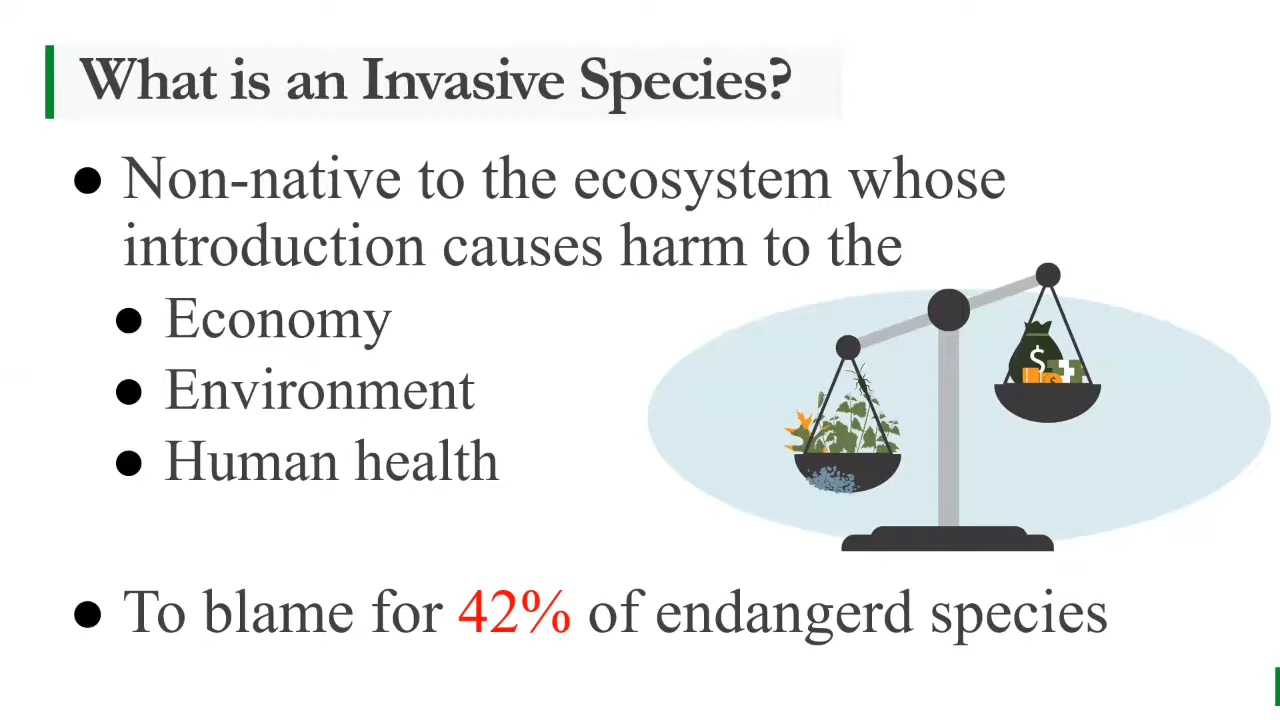 What is an Invasive Species?
● Non-native to the ecosystem whose
introduction causes harm to the
● Economy
● Environment
● Human health
$
$
● To blame for 42% of endangerd species